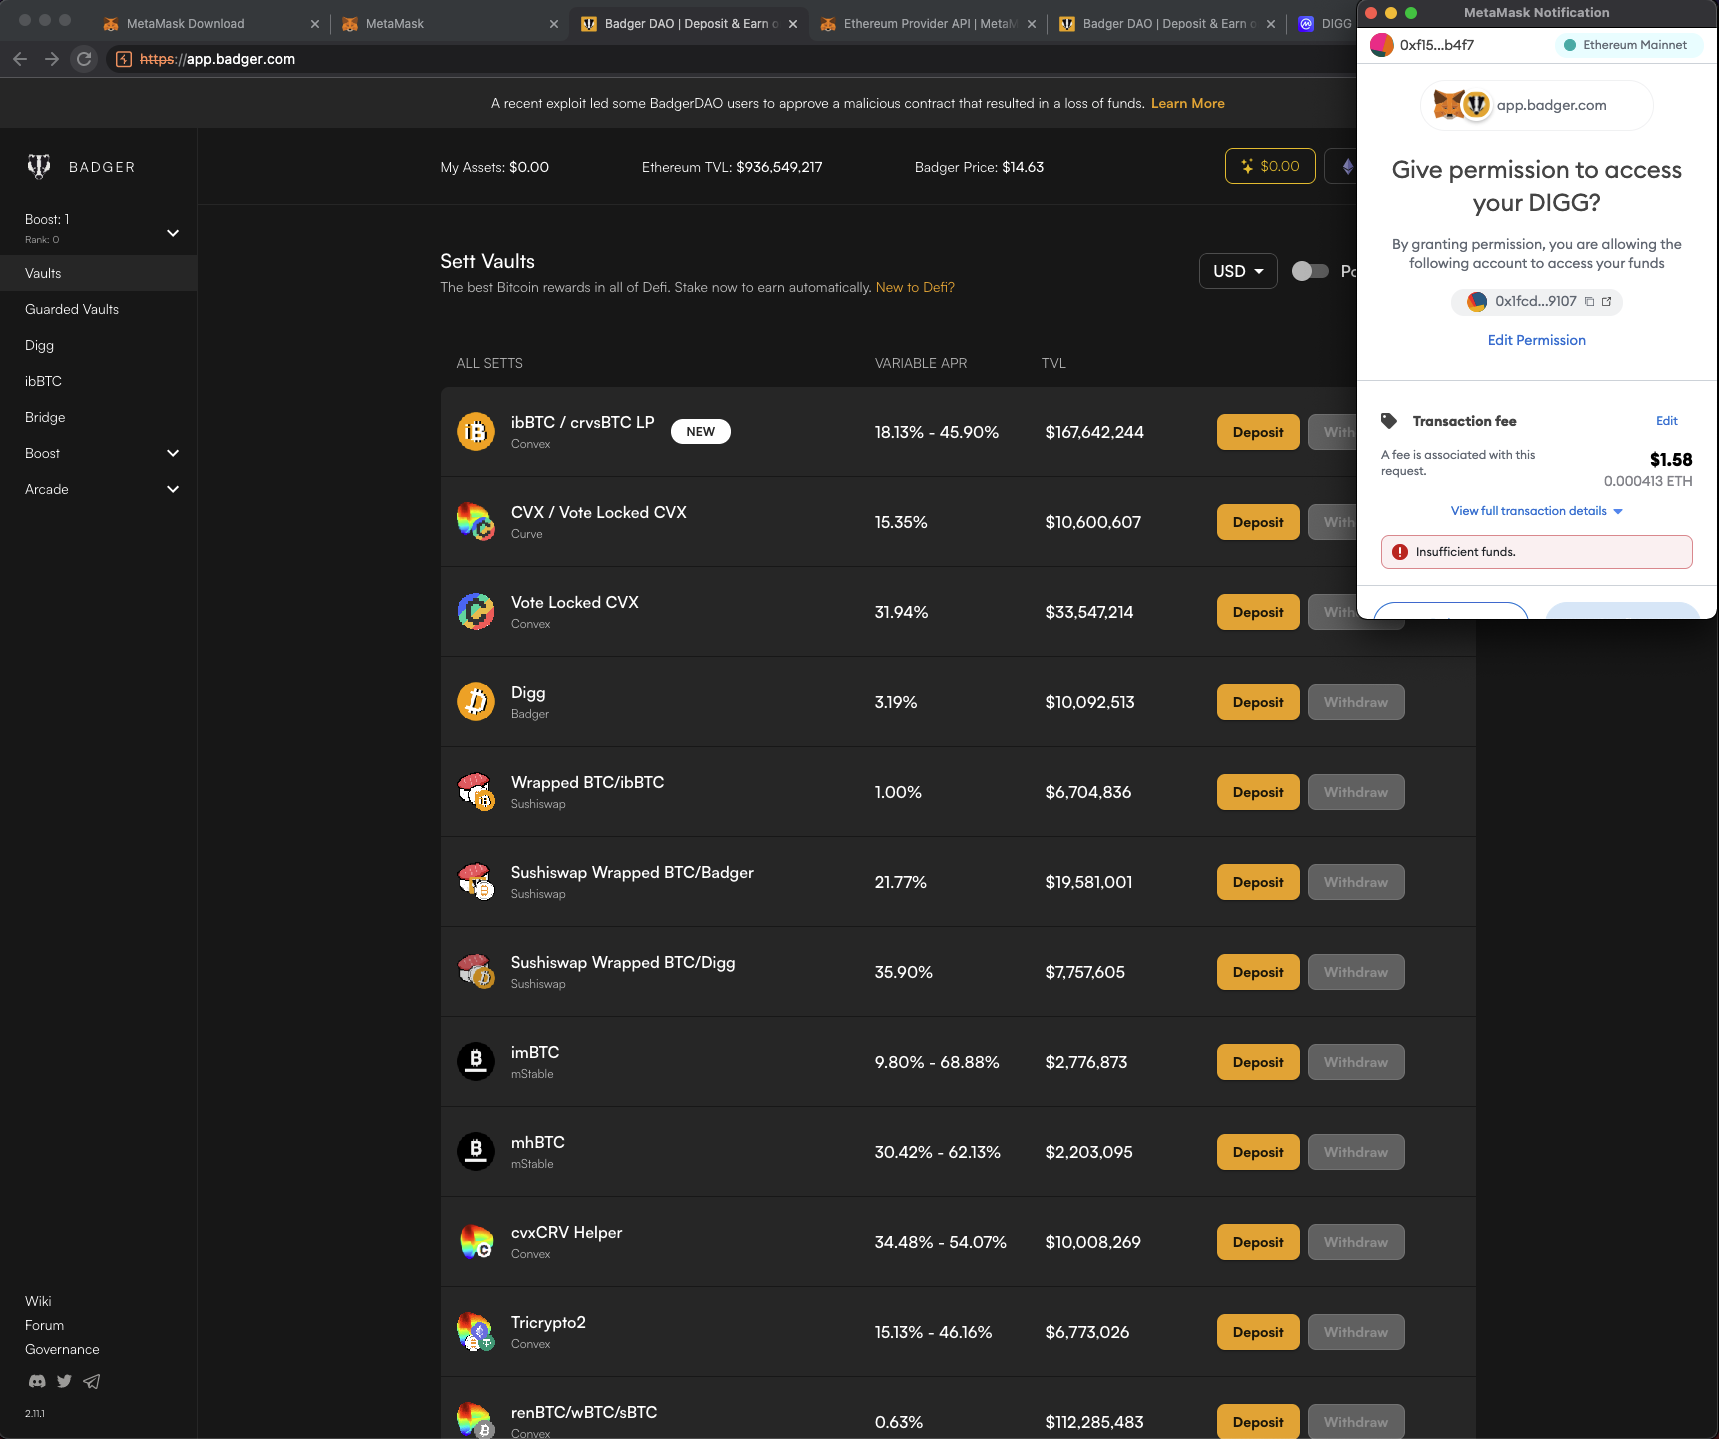 MetaMask Download
MetaMask
Badger DAO | Deposit & Earn o
Ethereum Provider API | MetaM
Badger DAO | Deposit & Earn o
DIGG
https://app.badger.com
A recent exploit led some BadgerDAO users to approve a malicious contract that resulted in a loss of funds. Learn More
BADGER
My Assets: $0.00
Ethereum TVL: $936,549,217
Badger Price: $14.63
$0.00
Boost: 1
Rank: 0
Vaults
Guarded Vaults
Digg
ibBTC
Bridge
Boost
Arcade
Wiki
Forum
Governance
2.11.1
Sett Vaults
The best Bitcoin rewards in all of Defi. Stake now to earn automatically. New to Defi?
USD
Po
ALL SETTS
VARIABLE APR
TVL
ibBTC / crvsBTC LP
NEW
Convex
18.13% - 45.90%
$167,642,244
Deposit
With
CVX / Vote Locked CVX
Curve
15.35%
$10,600,607
Deposit
With
Vote Locked CVX
Convex
31.94%
$33,547,214
Deposit
With
Digg
Badger
3.19%
$10,092,513
Deposit
Withdraw
Wrapped BTC/ibBTC
Sushiswap
1.00%
$6,704,836
Deposit
Withdraw
Sushiswap Wrapped BTC/Badger
Sushiswap
21.77%
$19,581,001
Deposit
Withdraw
Sushiswap Wrapped BTC/Digg
Sushiswap
35.90%
$7,757,605
Deposit
Withdraw
imBTC
mStable
9.80% - 68.88%
$2,776,873
Deposit
Withdraw
mhBTC
mStable
30.42% - 62.13%
$2,203,095
Deposit
Withdraw
cvxCRV Helper
Convex
34.48% - 54.07%
$10,008,269
Deposit
Withdraw
Tricrypto2
Convex
15.13% - 46.16%
$6,773,026
Deposit
Withdraw
renBTC/wBTC/sBTC
Convex
0.63%
$112,285,483
Deposit
Withdraw
MetaMask Notification
0xf15...b4f7
Ethereum Mainnet
app.badger.com
Give permission to access
your DIGG?
By granting permission, you are allowing the
following account to access your funds
0x1fcd...9107
Edit Permission
Transaction fee
Edit
A fee is associated with this
request.
$1.58
0.000413 ETH
View full transaction details
Insufficient funds.